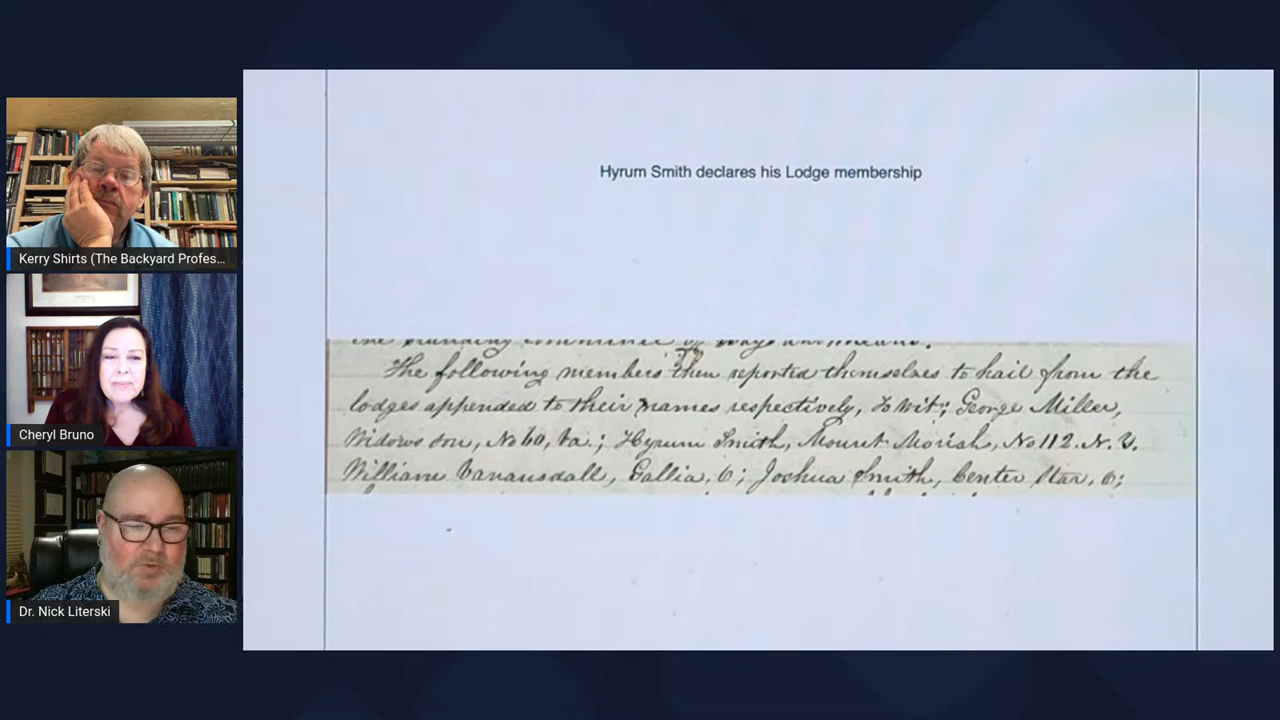 Hyrum Smith declares his Lodge membership
The following members then reported themselves to hail from the
lodges appended to their names respectively, to wit; George Miller,
Widows son, No 60, Va.; Hyrum Smith, Mount Moriah, No 112. N.Y.
William Vanausdall, Gallia, O; Joshua Smith, Center Star, O;
Kerry Shirts (The Backyard Profes...
Cheryl Bruno
Dr. Nick Literski